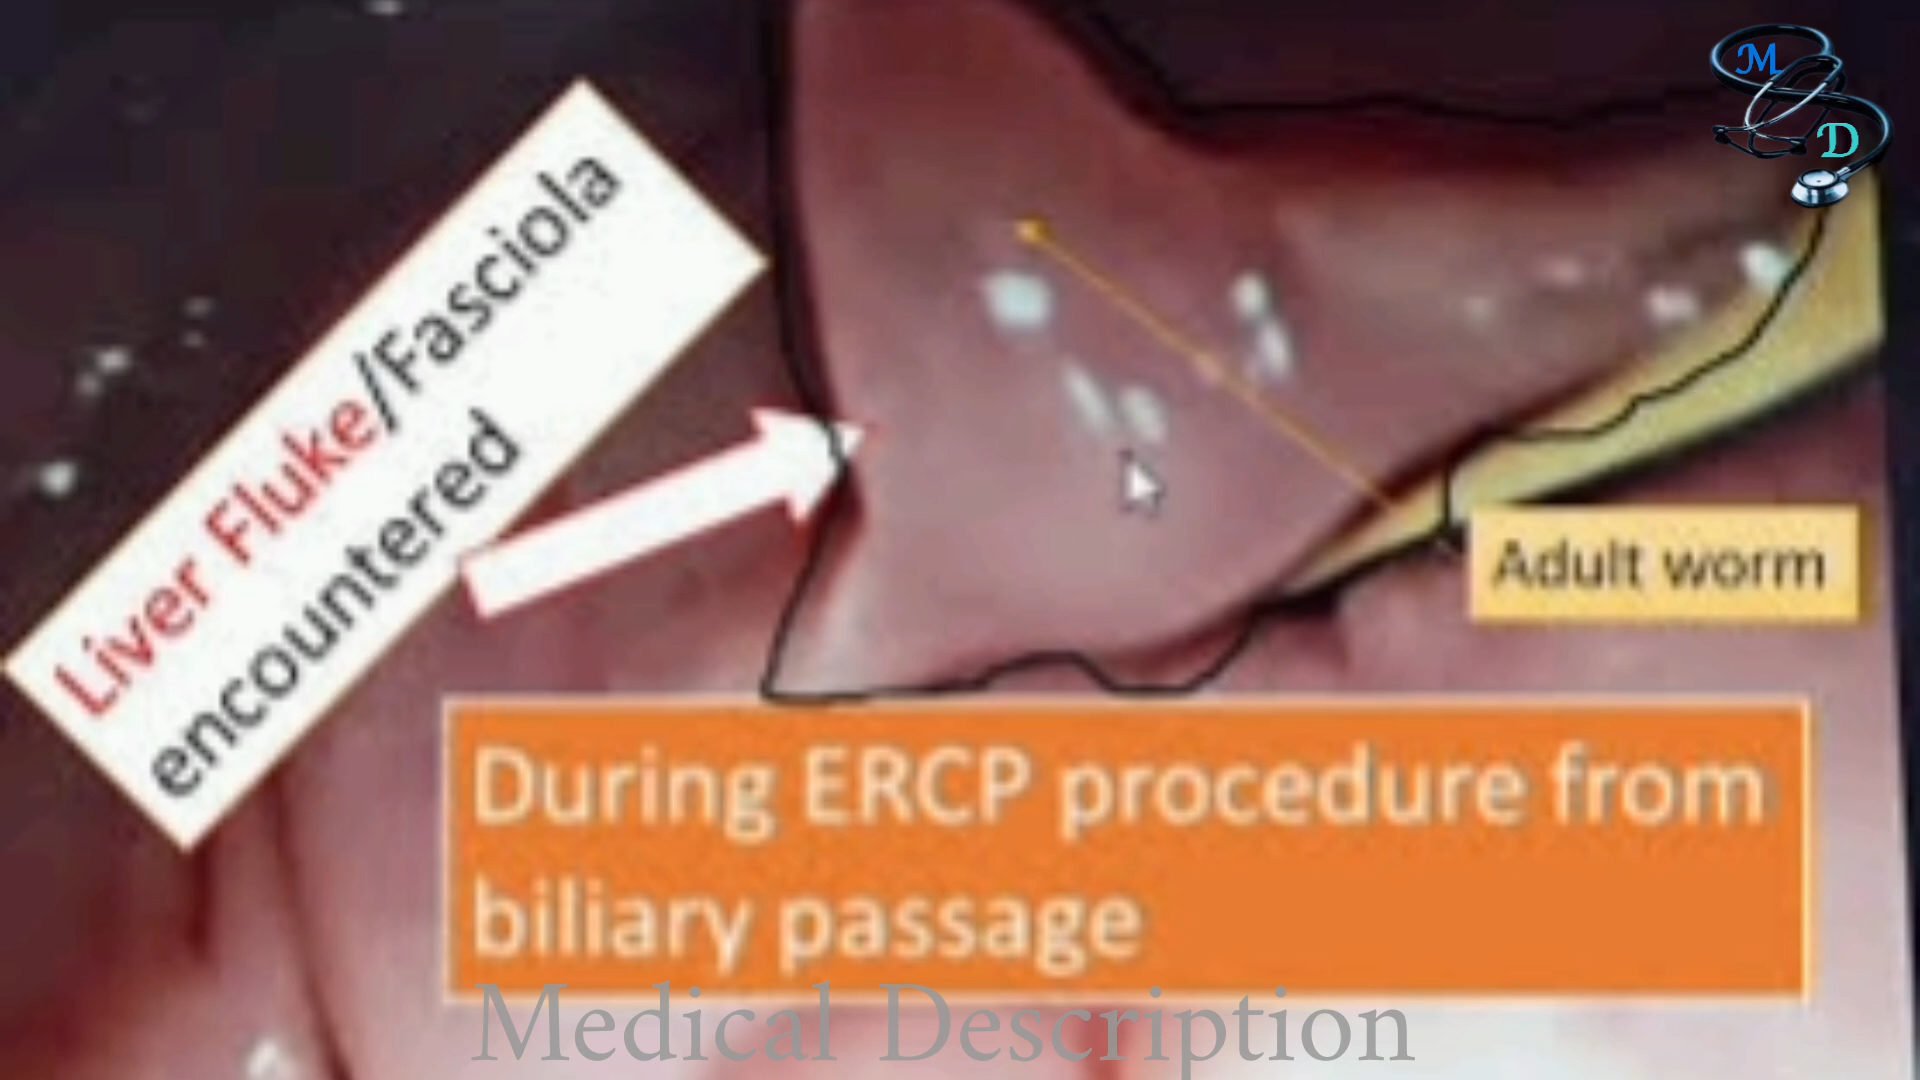 M
D
Liver Fluke/Fasciola
encountered
Adult worm
During ERCP procedure from
biliary passage
Medical Description